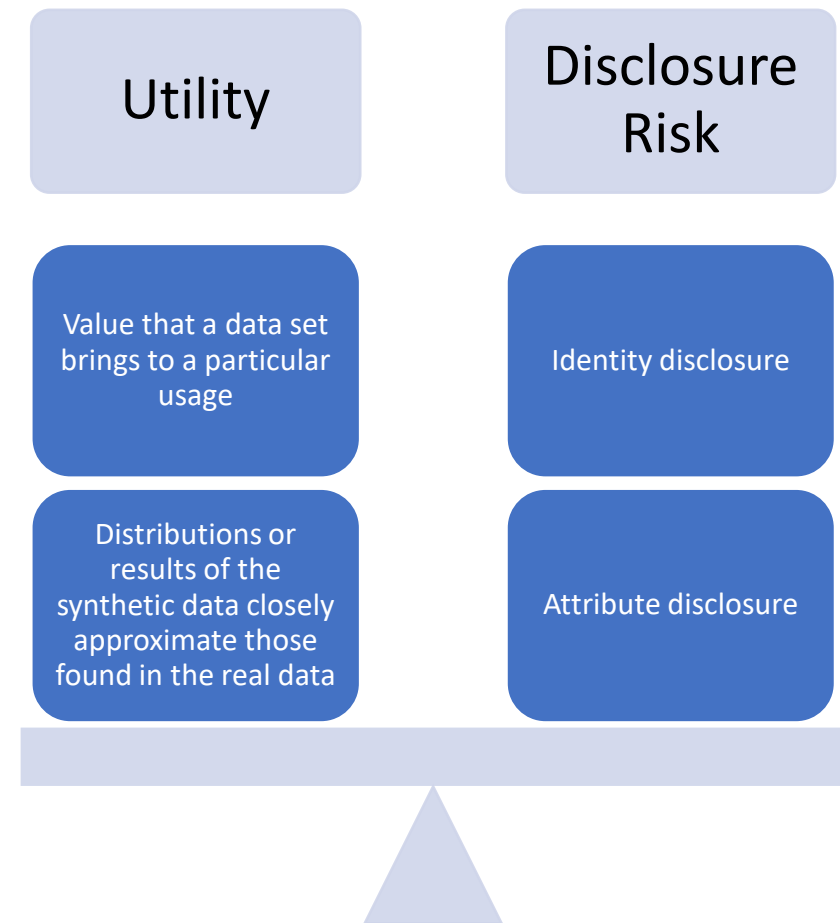 Utility
Value that a data set
brings to a particular
usage
Distributions or
results of the
synthetic data closely
approximate those
found in the real data
Disclosure
Risk
Identity disclosure
Attribute disclosure